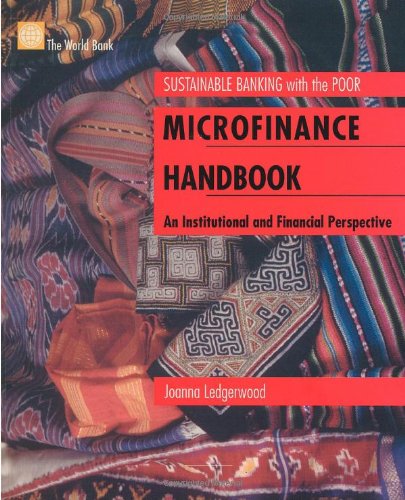 The World Bank
SUSTAINABLE BANKING with the POOR
MICROFINANCE
HANDBOOK
An Institutional and Financial Perspective
Joanna Ledgerwood